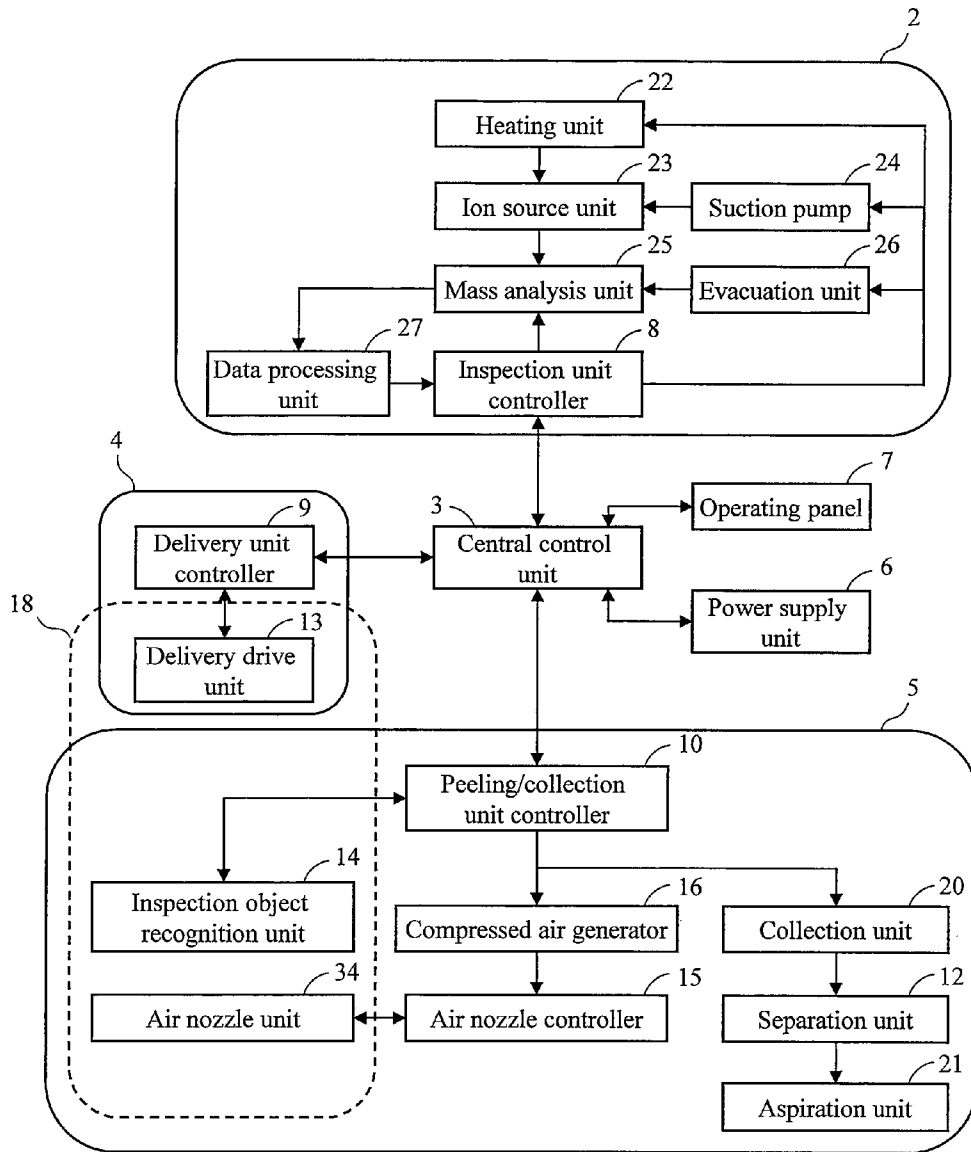 2
22
Heating unit
23
Ion source unit
24
Suction pump
25
Mass analysis unit
26
Evacuation unit
27
Data processing
unit
8
Inspection unit
controller
4
9
Delivery unit
controller
3
Central control
unit
7
Operating panel
6
Power supply
unit
18
13
Delivery drive
unit
5
10
Peeling/collection
unit controller
14
Inspection object
recognition unit
16
Compressed air generator
20
Collection unit
34
Air nozzle unit
15
Air nozzle controller
12
Separation unit
21
Aspiration unit